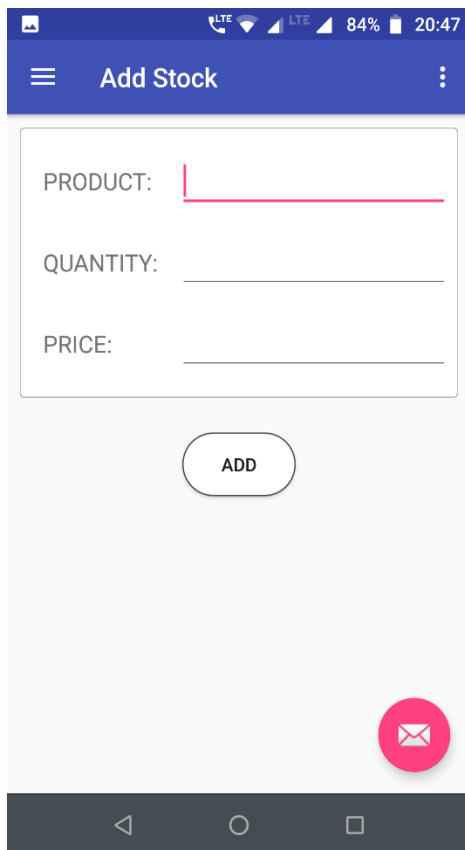 LTE LTE 84% 20:47
Add Stock
PRODUCT:
QUANTITY:
PRICE:
ADD